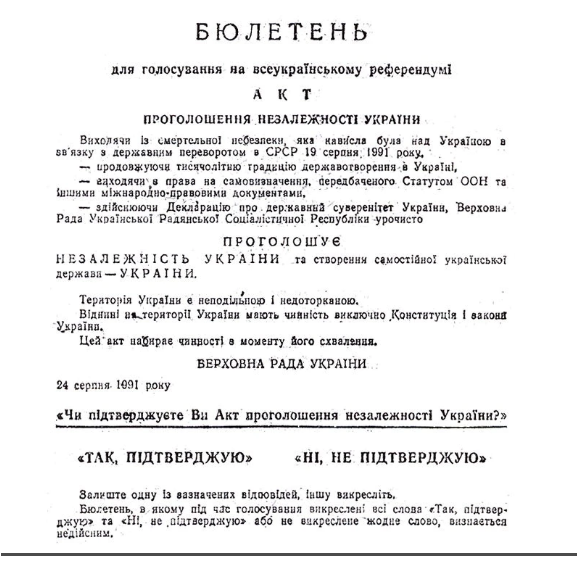 БЮЛЕТЕНЬ
для голосування на всеукраїнському референдумі
АКТ
ПРОГОЛОШЕННЯ НЕЗАЛЕЖНОСТІ УКРАЇНИ
Виходячи із смертельної небезпеки, яка нависла була над Україною в
зв'язку з державним переворотом в СРСР 19 серпня 1991 року,
— продовжуючи тисячолітню традицію державотворення в Україні,
— виходячи з права на самовизначення, передбаченого Статутом ООН та
іншими міжнародно-правовими документами,
— здійснюючи Декларацію про державний суверенітет України, Верховна
Рада Української Радянської Соціалістичної Республіки урочисто
ПРОГОЛОШУЄ
НЕЗАЛЕЖНІСТЬ УКРАЇНИ та створення самостійної української
держави — УКРАЇНИ.
Територія України є неподільною і недоторканою.
Віднині на території України мають чинність виключно Конституція і закони
України.
Цей акт набирає чинності з моменту його схвалення.
ВЕРХОВНА РАДА УКРАЇНИ
24 серпня 1991 року
«Чи підтверджуєте Ви Акт проголошення незалежності України?»
«ТАК, ПІДТВЕРДЖУЮ» «НІ, НЕ ПІДТВЕРДЖУЮ»
Залиште одну із зазначених відповідей, іншу викресліть.
Бюлетень, в якому під час голосування викреслені всі слова «Так, підтвер-
джую» та «Ні, не підтверджую» або не викреслене жодне слово, визнається
недійсним.